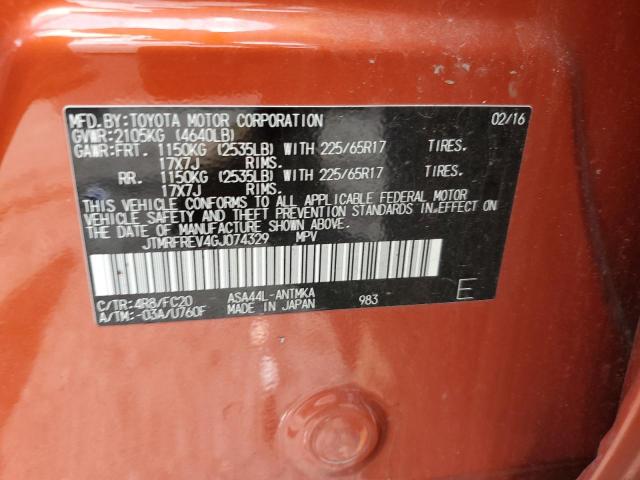 MFD.BY:TOYOTA MOTOR CORPORATION 02/16
GVWR:2105KG (4640LB)
GAWR:FRT. 1150KG (2535LB) WITH 225/65R17 TIRES.
17X7J RIMS.
RR. 1150KG (2535LB) WITH 225/65R17 TIRES.
17X7J RIMS.
THIS VEHICLE CONFORMS TO ALL APPLICABLE FEDERAL MOTOR
VEHICLE SAFETY AND THEFT PREVENTION STANDARDS IN EFFECT ON
THE DATE OF MANUFACTURE SHOWN ABOVE.
JTMRFREV4GJ074329 MPV
C/TR:4R8/FC20 ASA44L-ANTMKA 983 E
A/TM:-03A/U760F MADE IN JAPAN